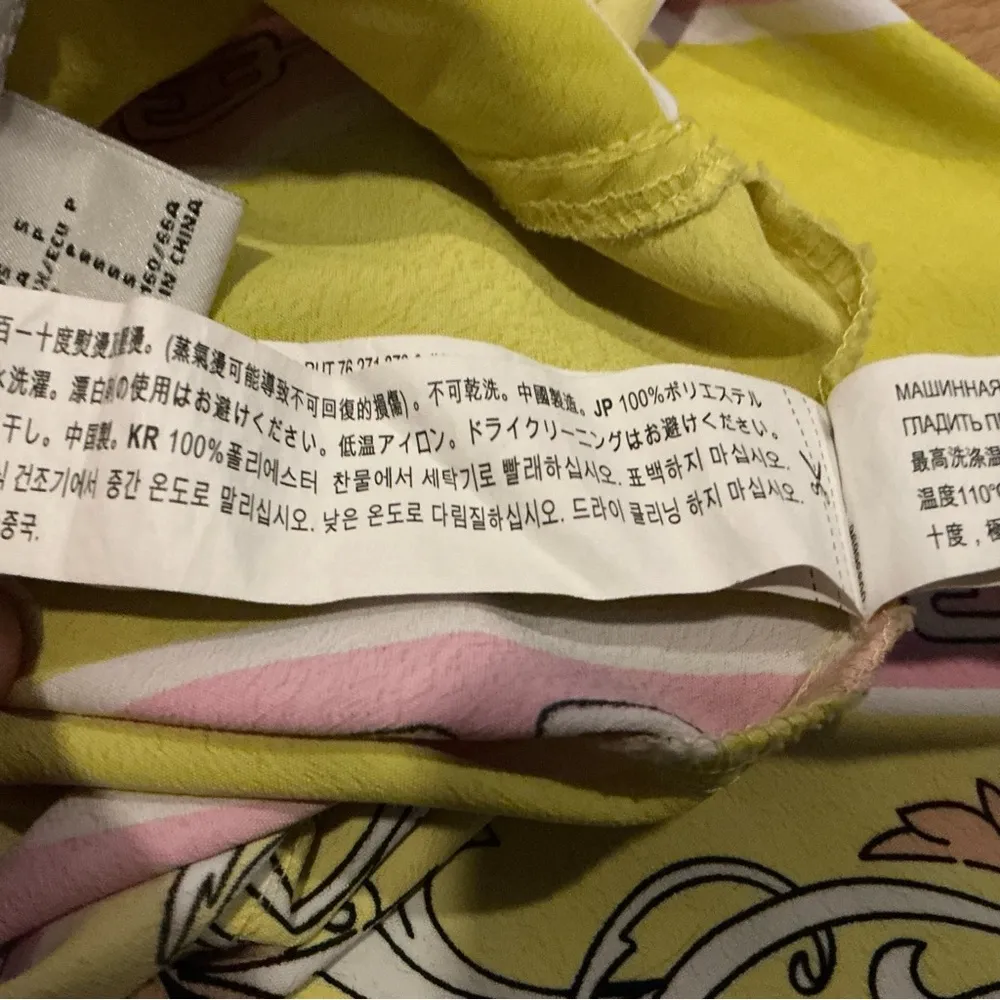 SP
P
X/ECU
PSSSS
160/66A
IN CHINA
百一十度熨燙
燙。(蒸氣燙可能導致不可回復的損傷)。不可乾洗。中國製造。JP 100%ポリエステル
水洗濯。漂白剤の使用はお避けください。低温アイロン。ドライクリーニングはお避けください。
干し。中国製。KR 100%폴리에스터 찬물에서 세탁기로 빨래하십시오. 표백하지 마십시오.
건조기에서 중간 온도로 말리십시오. 낮은 온도로 다림질하십시오. 드라이 클리닝 하지 마십시오.
중국.
МАШИННАЯ
ГЛАДИТЬ
最高洗滌溫
温度110°
十度，極